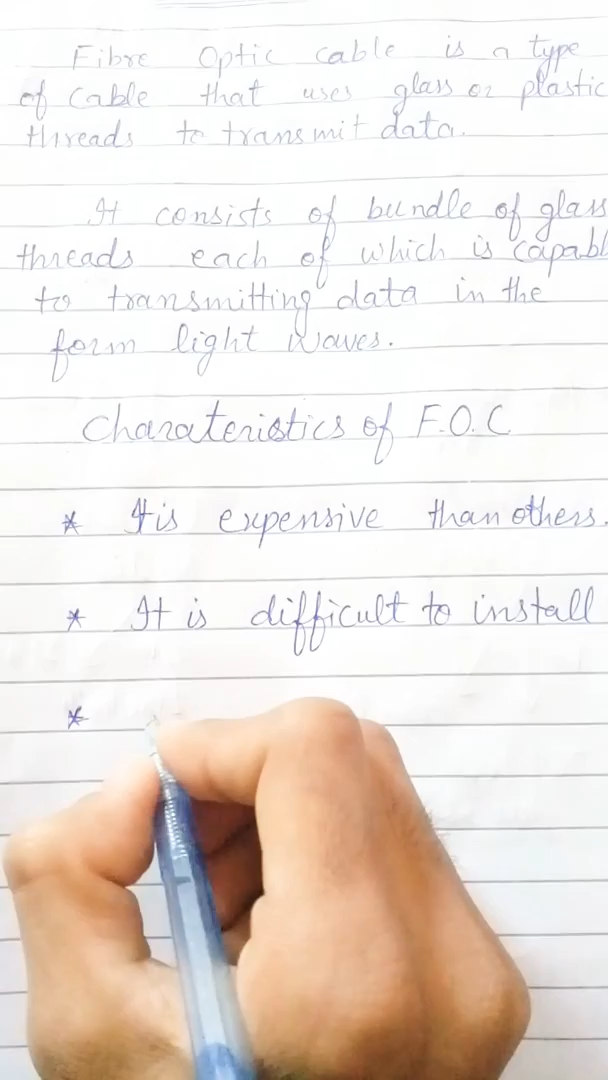 Fibre Optic cable is a type
of cable that uses glass or plastic
threads to transmit data.
It consists of bundle of glass
threads each of which is capabl
to transmitting data in the
form light waves.
Charateristics of F.O.C
* It is expensive than others.
* It is difficult to install
*